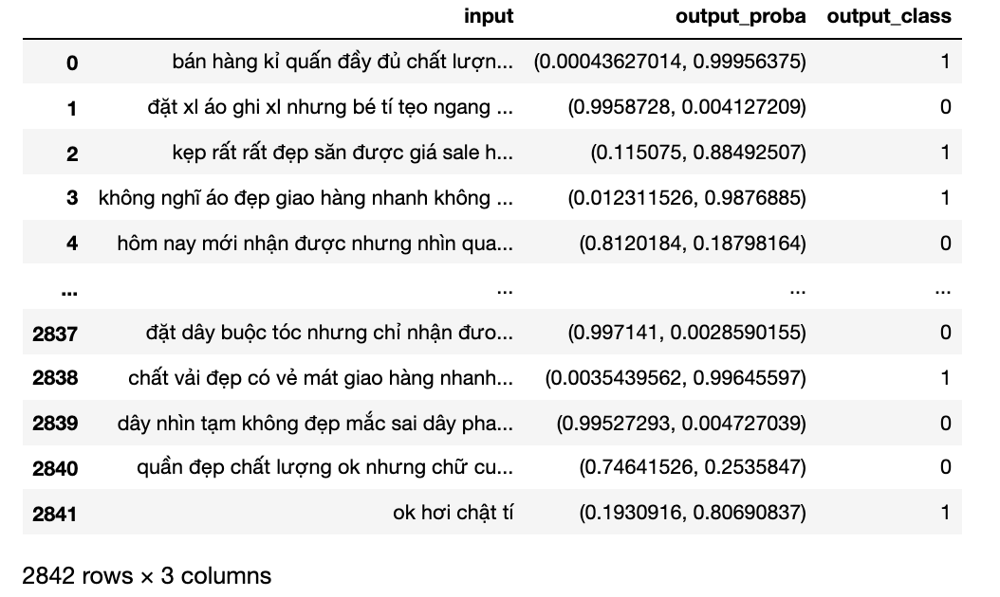 input output_proba output_class
0 bán hàng kỉ quấn đầy đủ chất lượn... (0.00043627014, 0.99956375) 1
1 đặt xl áo ghi xl nhưng bé tí tẹo ngang ... (0.9958728, 0.004127209) 0
2 kẹp rất rất đẹp săn được giá sale h... (0.115075, 0.88492507) 1
3 không nghĩ áo đẹp giao hàng nhanh không ... (0.012311526, 0.9876885) 1
4 hôm nay mới nhận được nhưng nhìn qua... (0.8120184, 0.18798164) 0
... ... ... ...
2837 đặt dây buộc tóc nhưng chỉ nhận đươ... (0.997141, 0.0028590155) 0
2838 chất vải đẹp có vẻ mát giao hàng nhanh... (0.0035439562, 0.99645597) 1
2839 dây nhìn tạm không đẹp mắc sai dây pha... (0.99527293, 0.004727039) 0
2840 quần đẹp chất lượng ok nhưng chữ cu... (0.74641526, 0.2535847) 0
2841 ok hơi chật tí (0.1930916, 0.80690837) 1
2842 rows × 3 columns